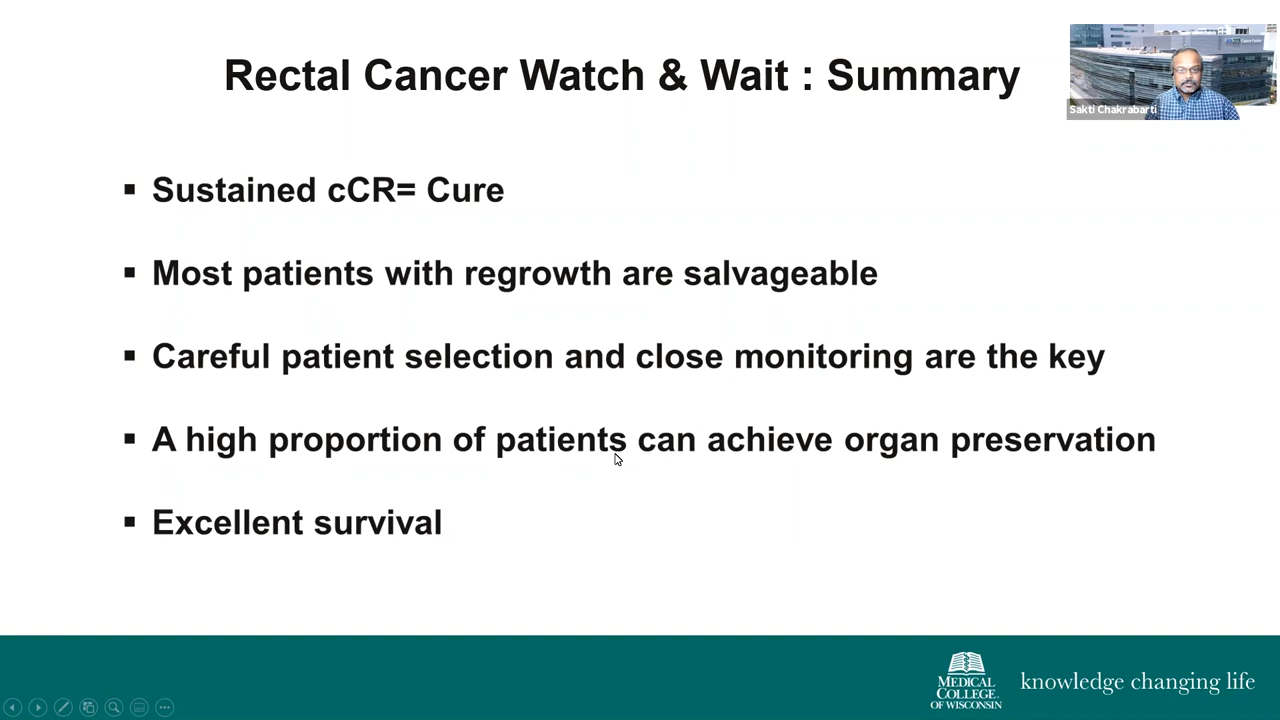 Rectal Cancer Watch & Wait : Summary
Sakti Chakrabarti
▪ Sustained cCR= Cure
▪ Most patients with regrowth are salvageable
▪ Careful patient selection and close monitoring are the key
▪ A high proportion of patients can achieve organ preservation
▪ Excellent survival
MEDICAL
COLLEGE
OF WISCONSIN
knowledge changing life